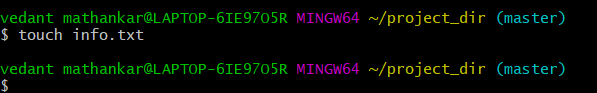 vedant mathankar@LAPTOP-6IE97O5R MINGW64 ~/project_dir (master)
$ touch info.txt
vedant mathankar@LAPTOP-6IE97O5R MINGW64 ~/project_dir (master)
$